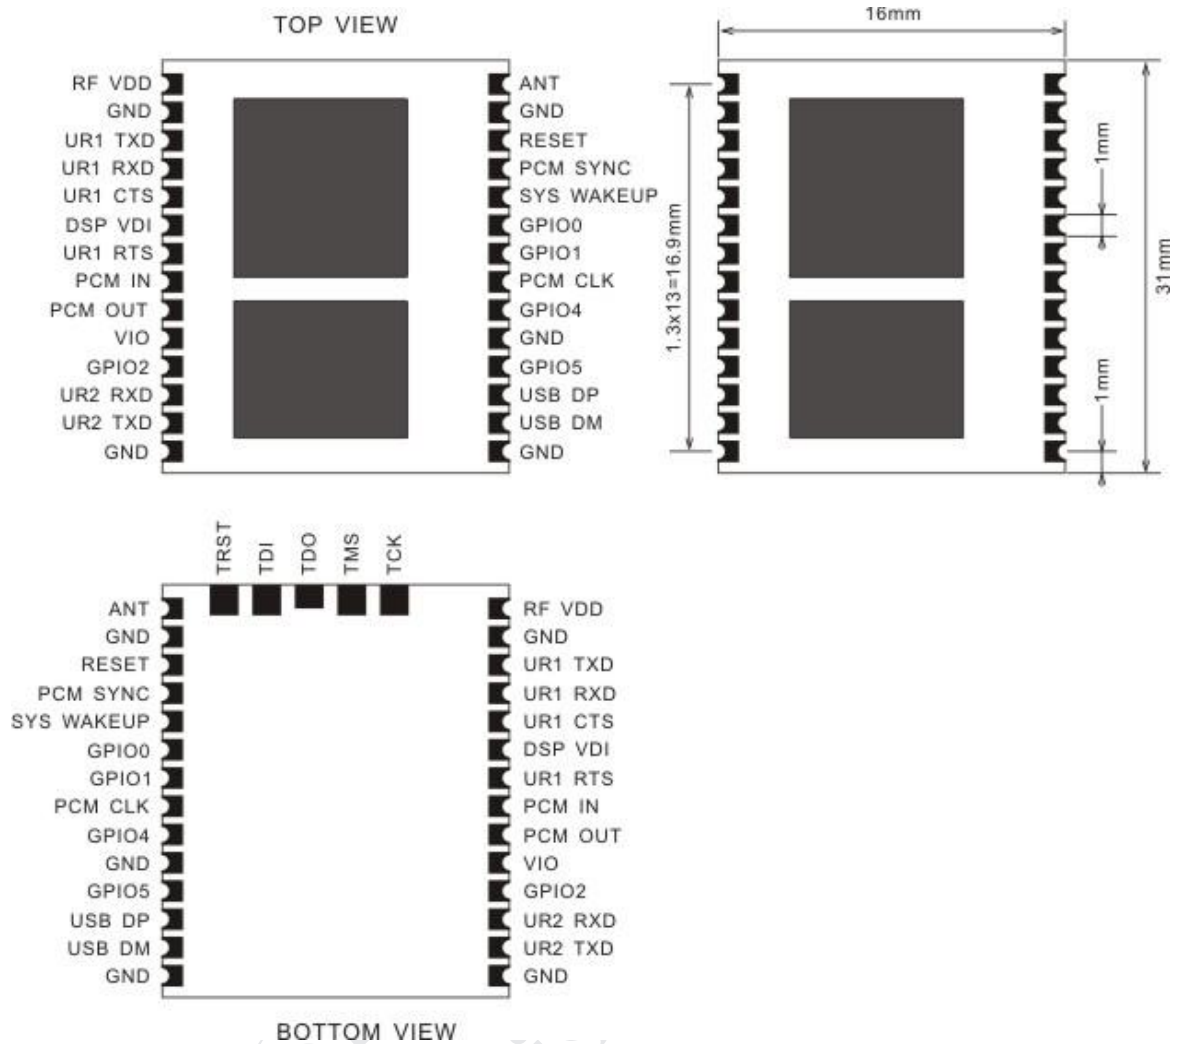 TOP VIEW
RF VDD
GND
UR1 TXD
UR1 RXD
UR1 CTS
DSP VDI
UR1 RTS
PCM IN
PCM OUT
VIO
GPIO2
UR2 RXD
UR2 TXD
GND
ANT
GND
RESET
PCM SYNC
SYS WAKEUP
GPIO0
GPIO1
PCM CLK
GPIO4
GND
GPIO5
USB DP
USB DM
GND
16mm
1.3x13=16.9mm
1mm
1mm
31mm
TRST
TDI
TDO
TMS
TCK
ANT
GND
RESET
PCM SYNC
SYS WAKEUP
GPIO0
GPIO1
PCM CLK
GPIO4
GND
GPIO5
USB DP
USB DM
GND
RF VDD
GND
UR1 TXD
UR1 RXD
UR1 CTS
DSP VDI
UR1 RTS
PCM IN
PCM OUT
VIO
GPIO2
UR2 RXD
UR2 TXD
GND
BOTTOM VIEW